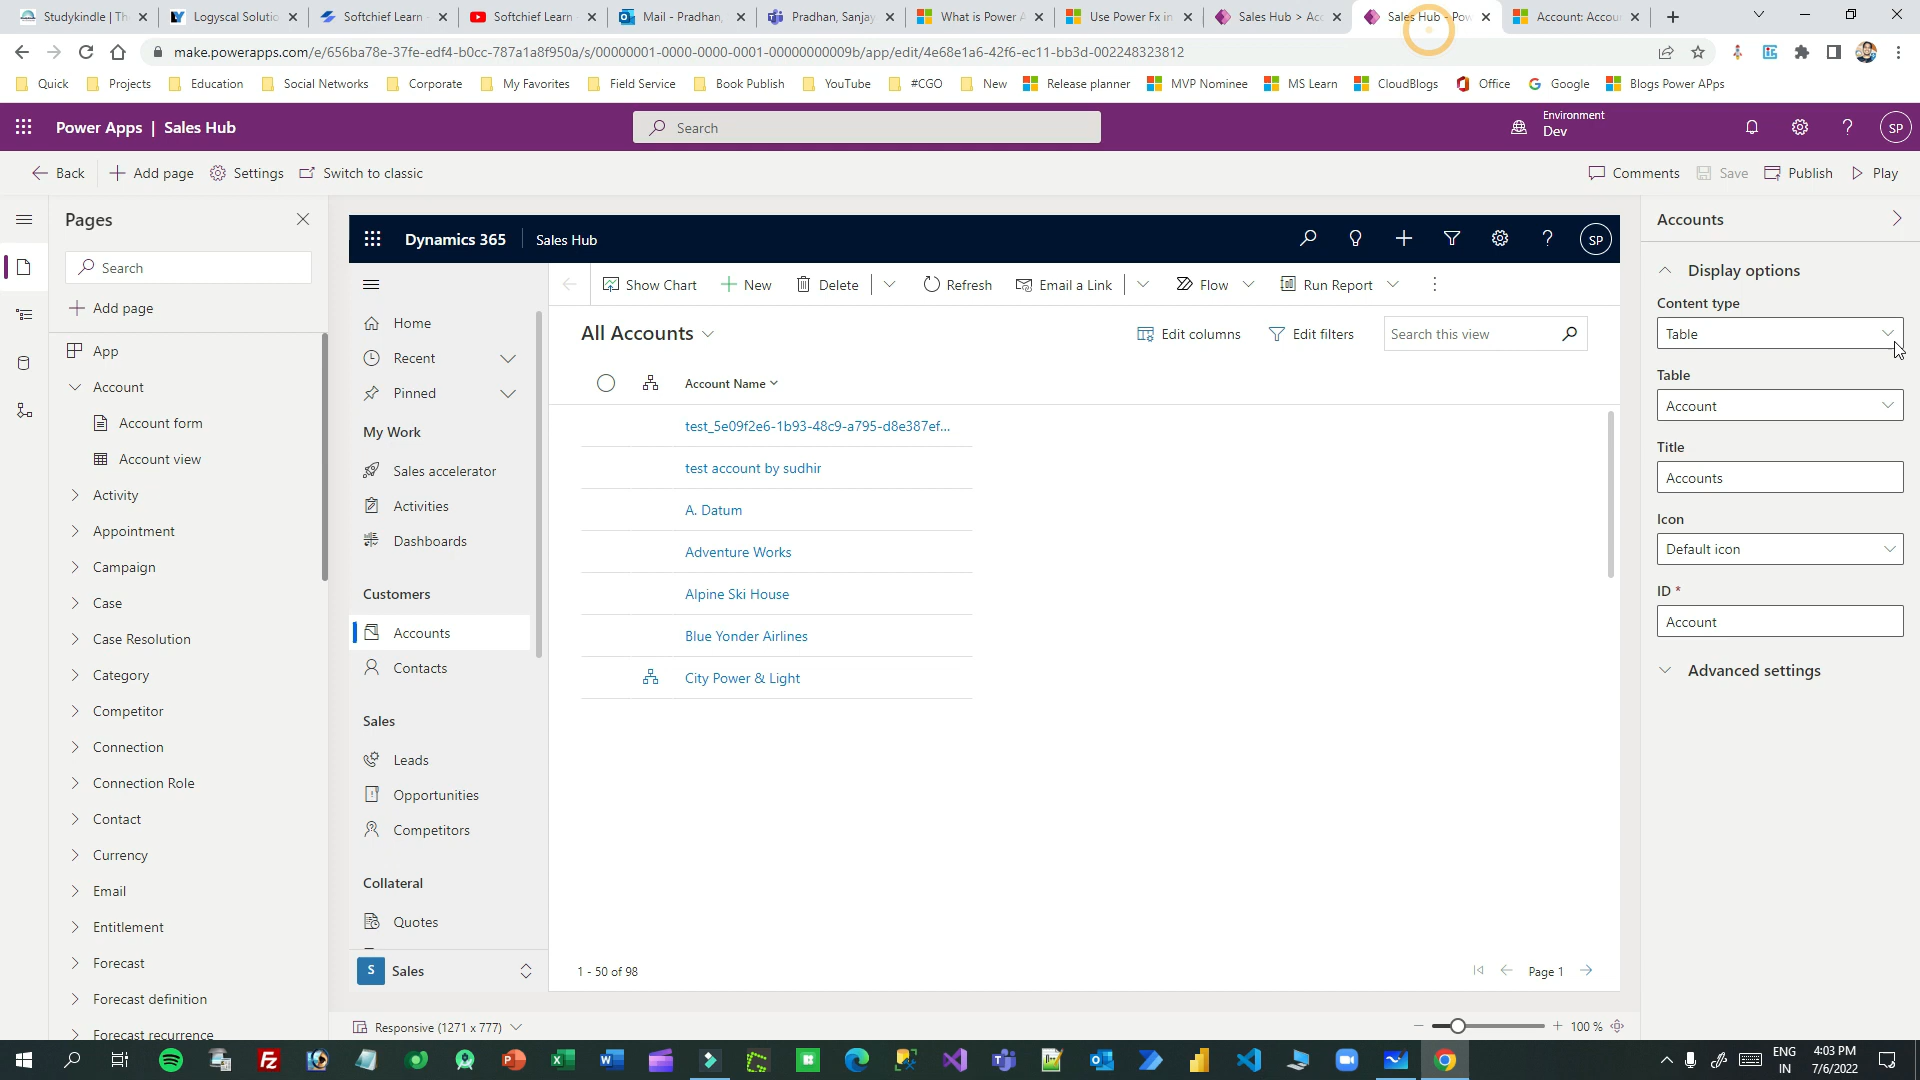 Studykindle | Th
Logyscal Solutio
Softchief Learn -
Softchief Learn
Mail - Pradhan,
Pradhan, Sanjay
What is Power A
Use Power Fx in
Sales Hub > Acc
Sales Hub - Pow
Account: Accou
make.powerapps.com/e/656ba78e-37fe-edf4-b0cc-787a1a8f950a/s/00000001-0000-0000-0001-00000000009b/app/edit/4e68e1a6-42f6-ec11-bb3d-002248323812
Quick
Projects
Education
Social Networks
Corporate
My Favorites
Field Service
Book Publish
YouTube
#CGO
New
Release planner
MVP Nominee
MS Learn
CloudBlogs
Office
Google
Blogs Power APps
Power Apps | Sales Hub
Search
Environment
Dev
SP
Back
Add page
Settings
Switch to classic
Comments
Save
Publish
Play
Pages
Search
Add page
App
Account
Account form
Account view
Activity
Appointment
Campaign
Case
Case Resolution
Category
Competitor
Connection
Connection Role
Contact
Currency
Email
Entitlement
Forecast
Forecast definition
Forecast recurrence
Dynamics 365
Sales Hub
SP
Home
Recent
Pinned
My Work
Sales accelerator
Activities
Dashboards
Customers
Accounts
Contacts
Sales
Leads
Opportunities
Competitors
Collateral
Quotes
S Sales
Show Chart
New
Delete
Refresh
Email a Link
Flow
Run Report
All Accounts
Edit columns
Edit filters
Search this view
Account Name
test_5e09f2e6-1b93-48c9-a795-d8e387ef...
test account by sudhir
A. Datum
Adventure Works
Alpine Ski House
Blue Yonder Airlines
City Power & Light
1 - 50 of 98
Page 1
Responsive (1271 x 777)
100 %
Accounts
Display options
Content type
Table
Table
Account
Title
Accounts
Icon
Default icon
ID *
Account
Advanced settings
ENG
IN
4:03 PM
7/6/2022